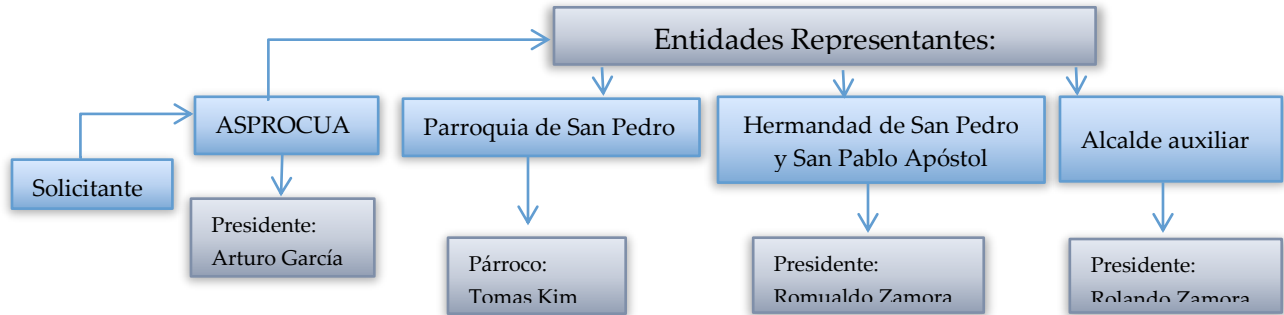 Entidades Representantes:
ASPROCUA
Parroquia de San Pedro
Hermandad de San Pedro
y San Pablo Apóstol
Alcalde auxiliar
Solicitante
Presidente:
Arturo García
Párroco:
Tomas Kim
Presidente:
Romualdo Zamora
Presidente:
Rolando Zamora